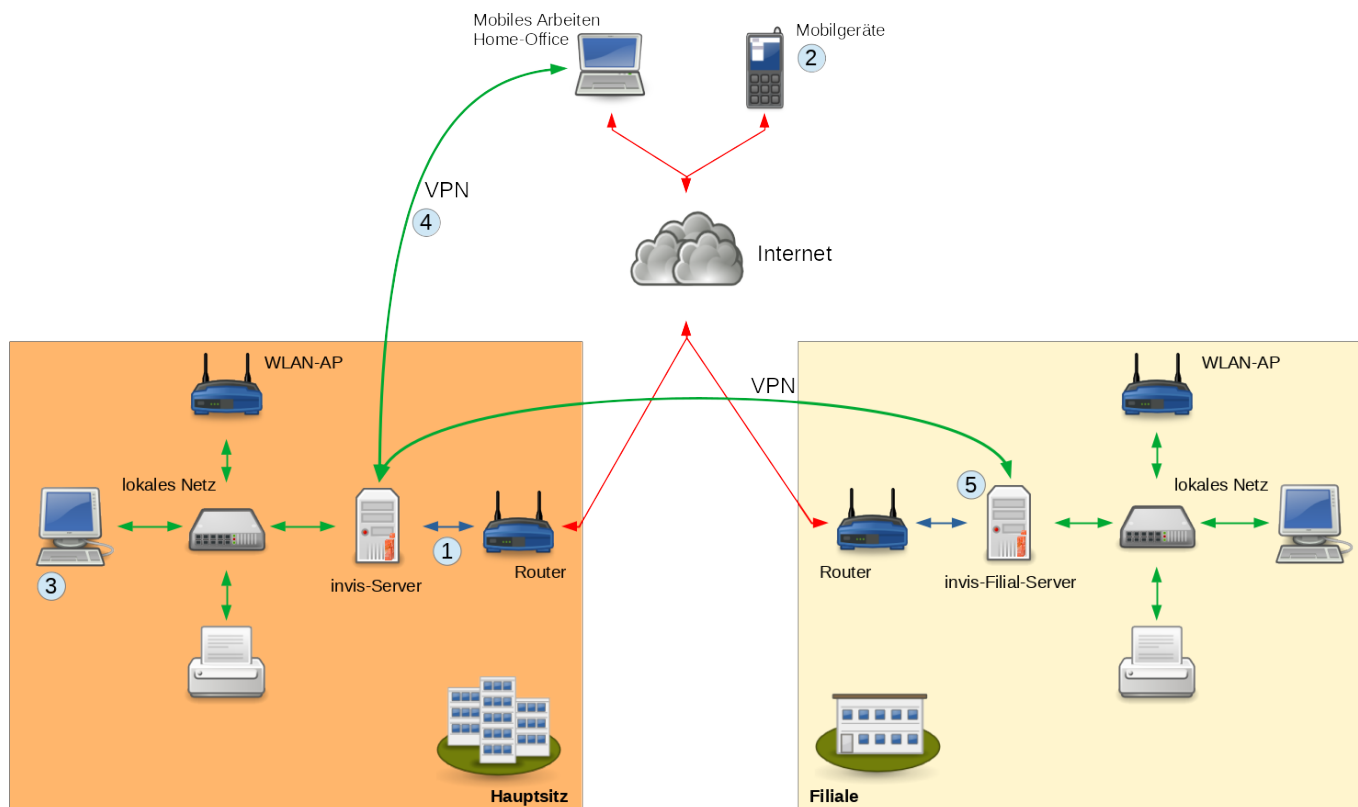 Mobiles Arbeiten
Home-Office
Mobilgeräte
2
VPN
4
Internet
WLAN-AP
lokales Netz
3
invis-Server
1
Router
Hauptsitz
VPN
WLAN-AP
5
lokales Netz
Router
invis-Filial-Server
Filiale